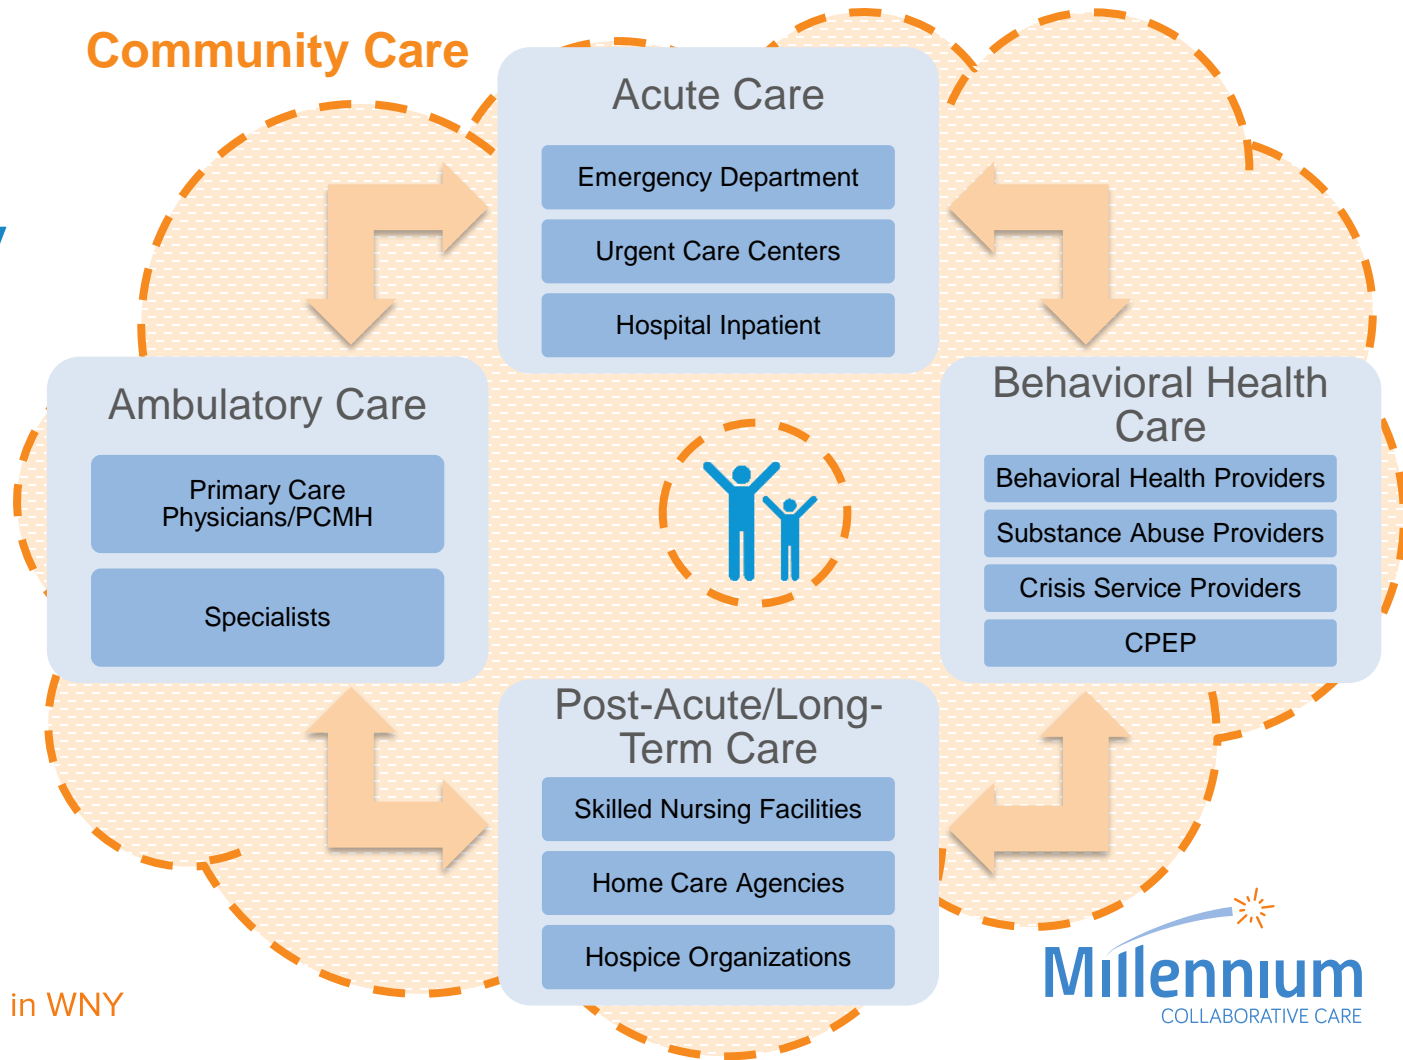 Community Care
Acute Care
Emergency Department
Urgent Care Centers
Hospital Inpatient
Ambulatory Care
Primary Care
Physicians/PCMH
Specialists
Behavioral Health
Care
Behavioral Health Providers
Substance Abuse Providers
Crisis Service Providers
CPEP
Post-Acute/Long-
Term Care
Skilled Nursing Facilities
Home Care Agencies
Hospice Organizations
in WNY
Millennium
COLLABORATIVE CARE